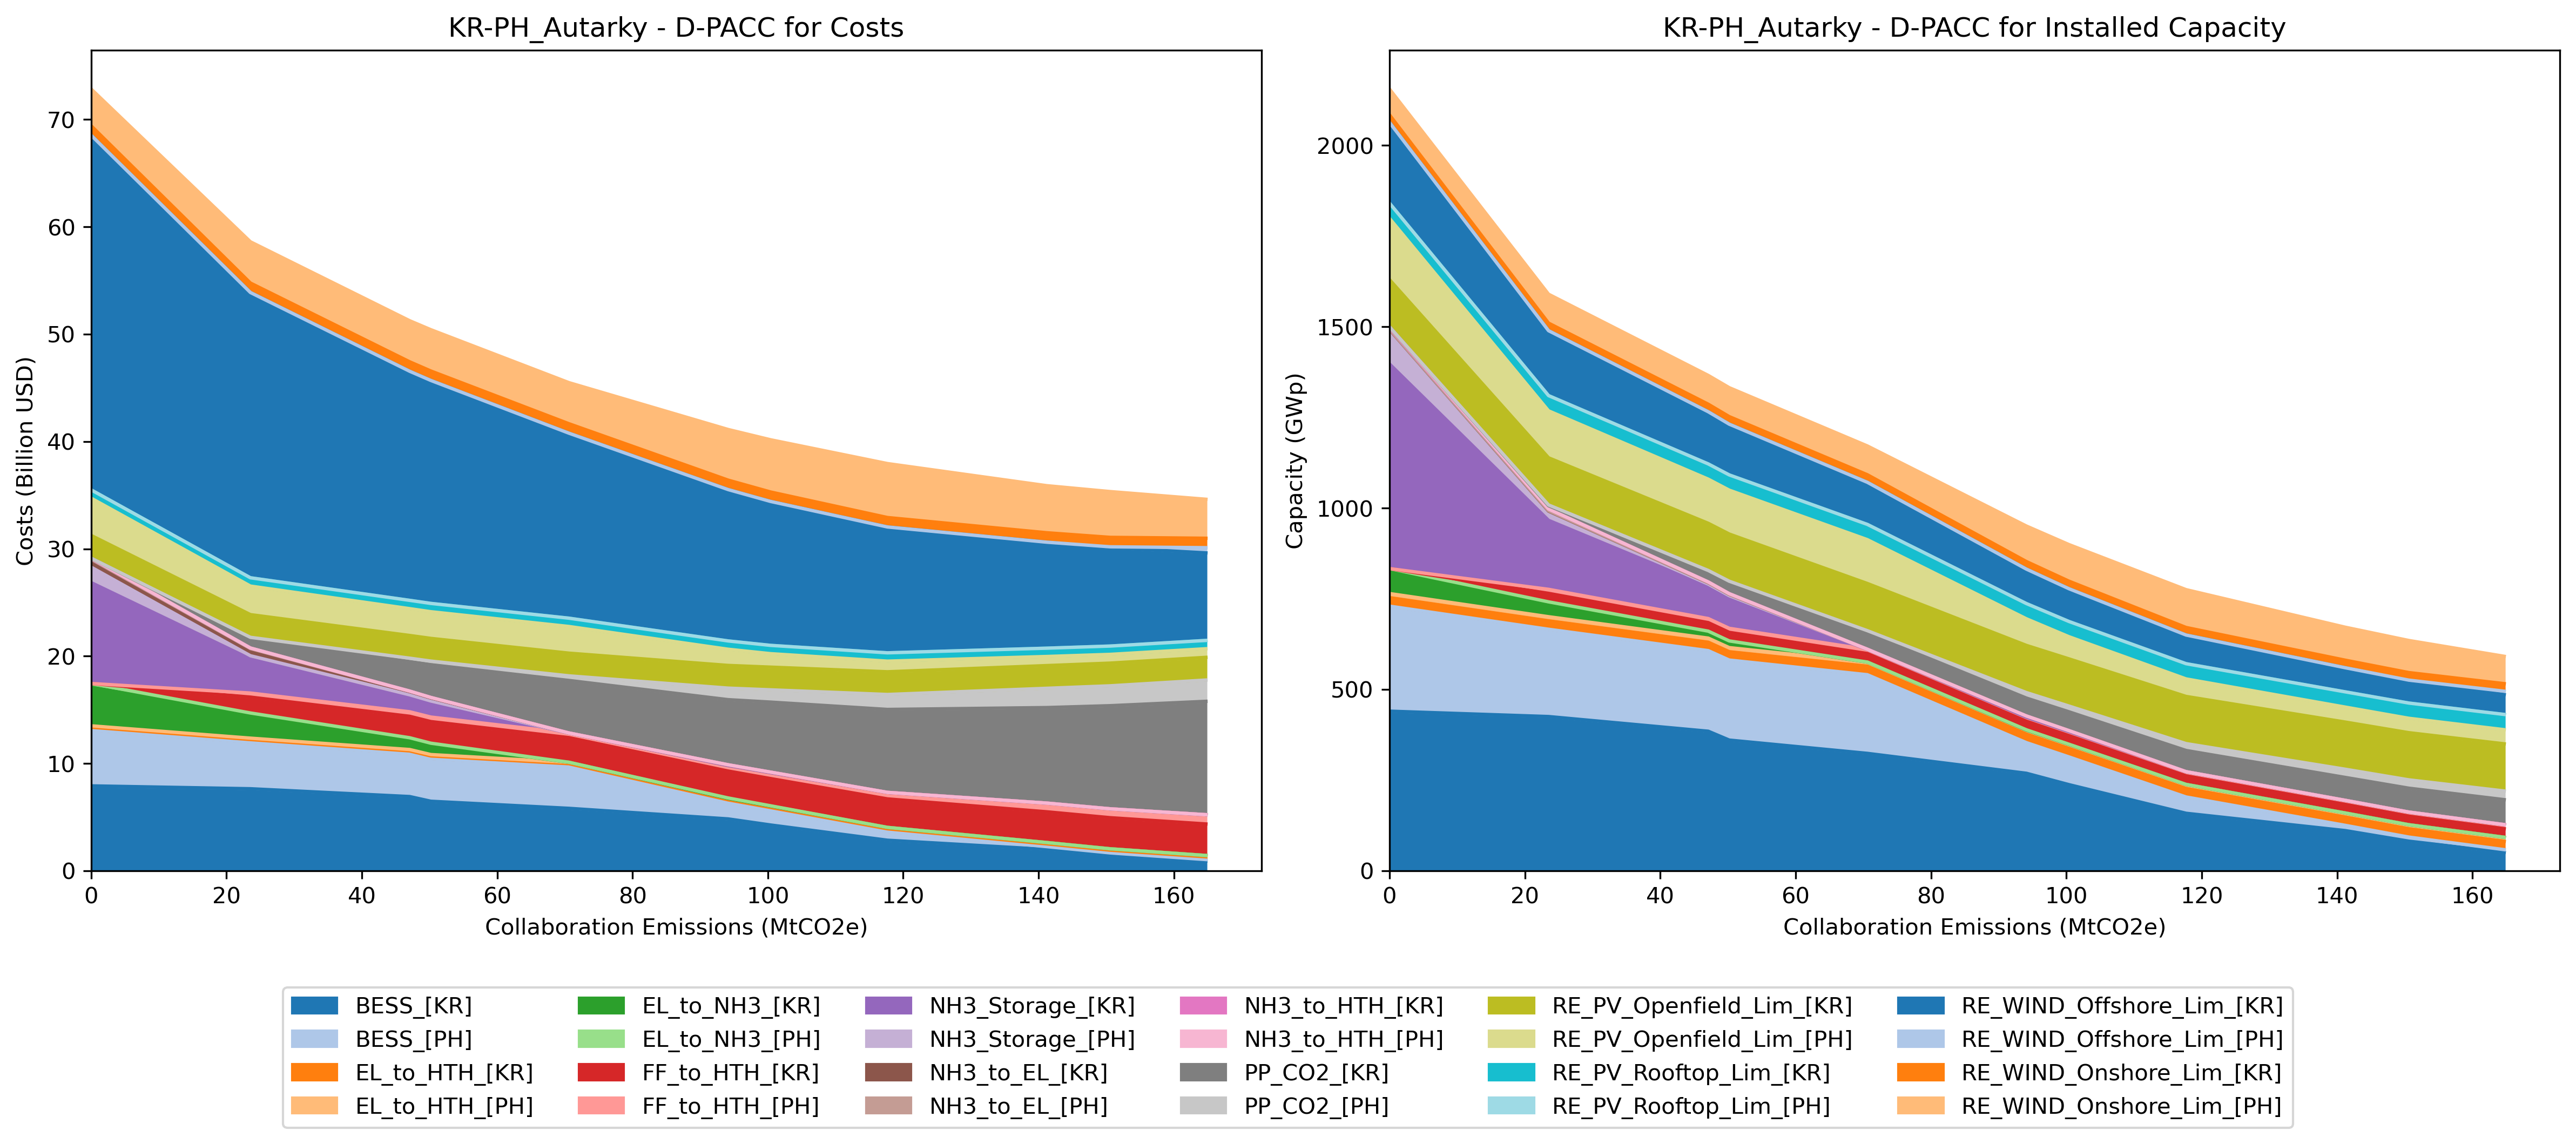 KR-PH_Autarky - D-PACC for Costs
Costs (Billion USD)
70
60
50
40
30
20
10
0
0 20 40 60 80 100 120 140 160
Collaboration Emissions (MtCO2e)
KR-PH_Autarky - D-PACC for Installed Capacity
Capacity (GWp)
2000
1500
1000
500
0
0 20 40 60 80 100 120 140 160
Collaboration Emissions (MtCO2e)
BESS_[KR] EL_to_NH3_[KR] NH3_Storage_[KR] NH3_to_HTH_[KR] RE_PV_Openfield_Lim_[KR] RE_WIND_Offshore_Lim_[KR]
BESS_[PH] EL_to_NH3_[PH] NH3_Storage_[PH] NH3_to_HTH_[PH] RE_PV_Openfield_Lim_[PH] RE_WIND_Offshore_Lim_[PH]
EL_to_HTH_[KR] FF_to_HTH_[KR] NH3_to_EL_[KR] PP_CO2_[KR] RE_PV_Rooftop_Lim_[KR] RE_WIND_Onshore_Lim_[KR]
EL_to_HTH_[PH] FF_to_HTH_[PH] NH3_to_EL_[PH] PP_CO2_[PH] RE_PV_Rooftop_Lim_[PH] RE_WIND_Onshore_Lim_[PH]